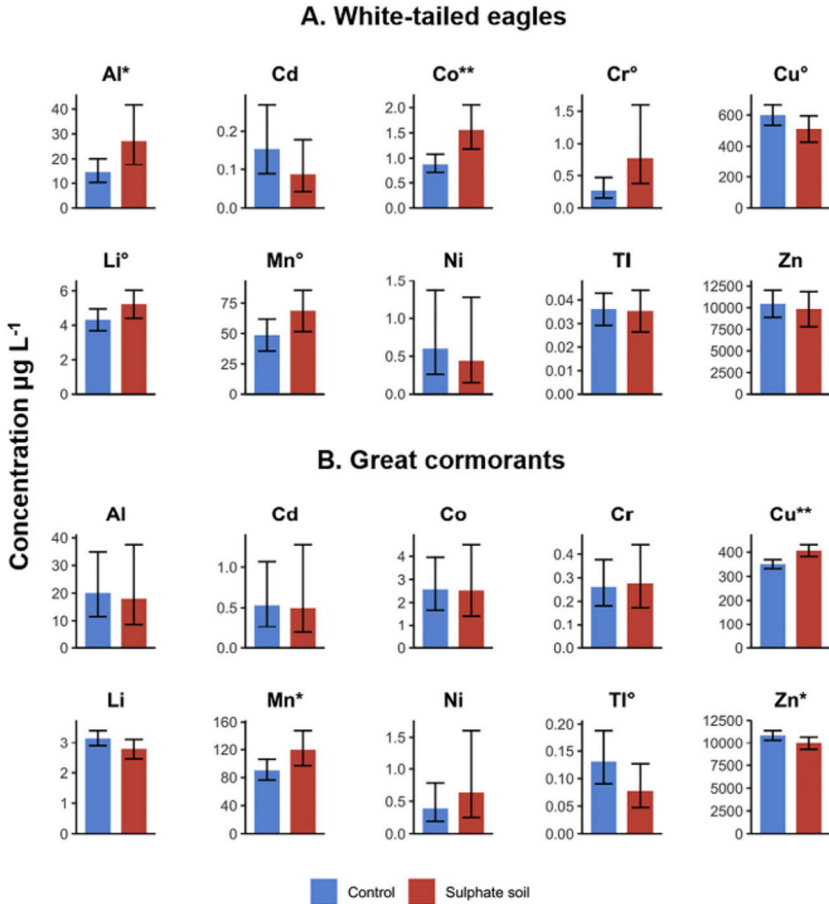 A. White-tailed eagles
Al* Cd Co** Cr° Cu°
40 30 20 10 0
0.2 0.1 0.0
2.0 1.5 1.0 0.5 0.0
1.5 1.0 0.5 0.0
600 400 200 0
Li° Mn° Ni Tl Zn
6 4 2 0
75 50 25 0
1.5 1.0 0.5 0.0
0.04 0.03 0.02 0.01 0.00
12500 10000 7500 5000 2500 0
Concentration µg L-1
B. Great cormorants
Al Cd Co Cr Cu**
40 30 20 10 0
1.0 0.5 0.0
4 3 2 1 0
0.4 0.3 0.2 0.1 0.0
400 300 200 100 0
Li Mn* Ni Tl° Zn*
3 2 1 0
160 120 80 40 0
1.5 1.0 0.5 0.0
0.20 0.15 0.10 0.05 0.00
12500 10000 7500 5000 2500 0
Control Sulphate soil